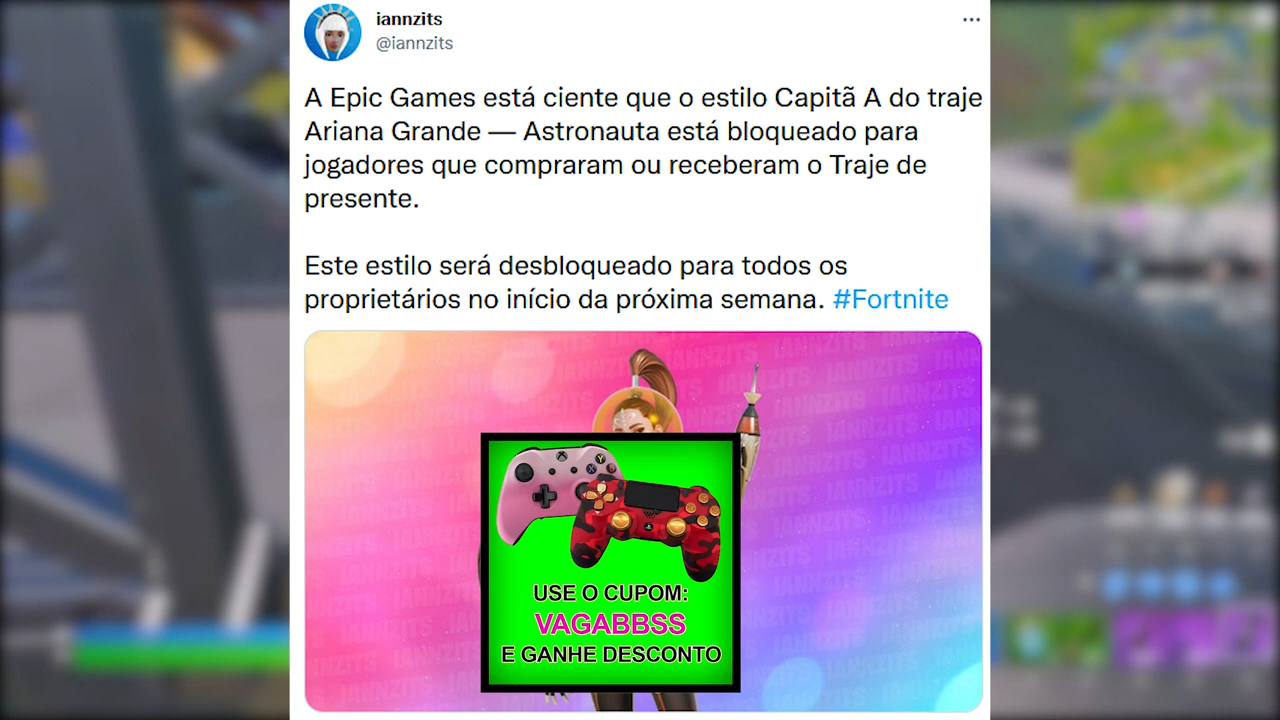 iannzits
@iannzits
A Epic Games está ciente que o estilo Capitã A do traje
Ariana Grande — Astronauta está bloqueado para
jogadores que compraram ou receberam o Traje de
presente.
Este estilo será desbloqueado para todos os
proprietários no início da próxima semana. #Fortnite
IANNZITS
USE O CUPOM:
VAGABBSS
E GANHE DESCONTO